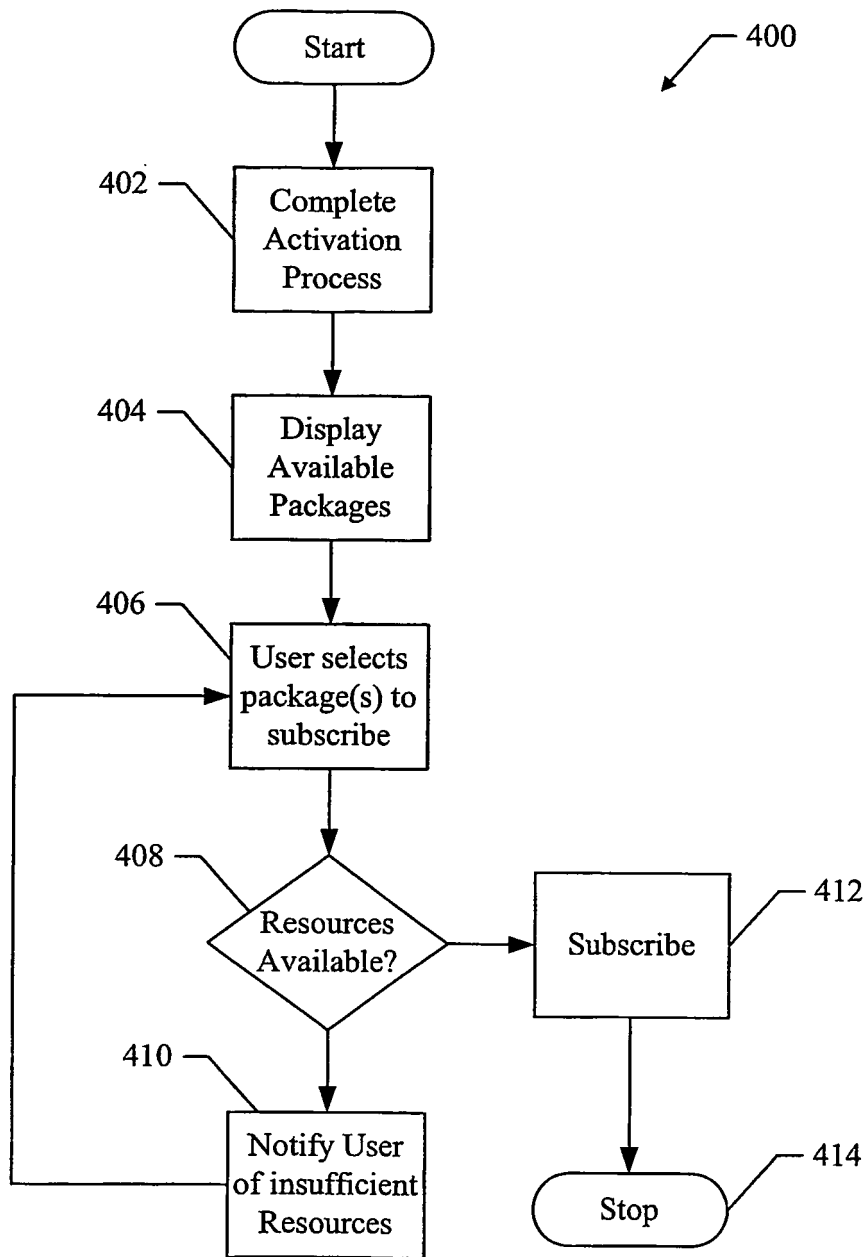 Start
400
402
Complete
Activation
Process
404
Display
Available
Packages
406
User selects
package(s) to
subscribe
408
Resources
Available?
412
Subscribe
410
Notify User
of insufficient
Resources
414
Stop